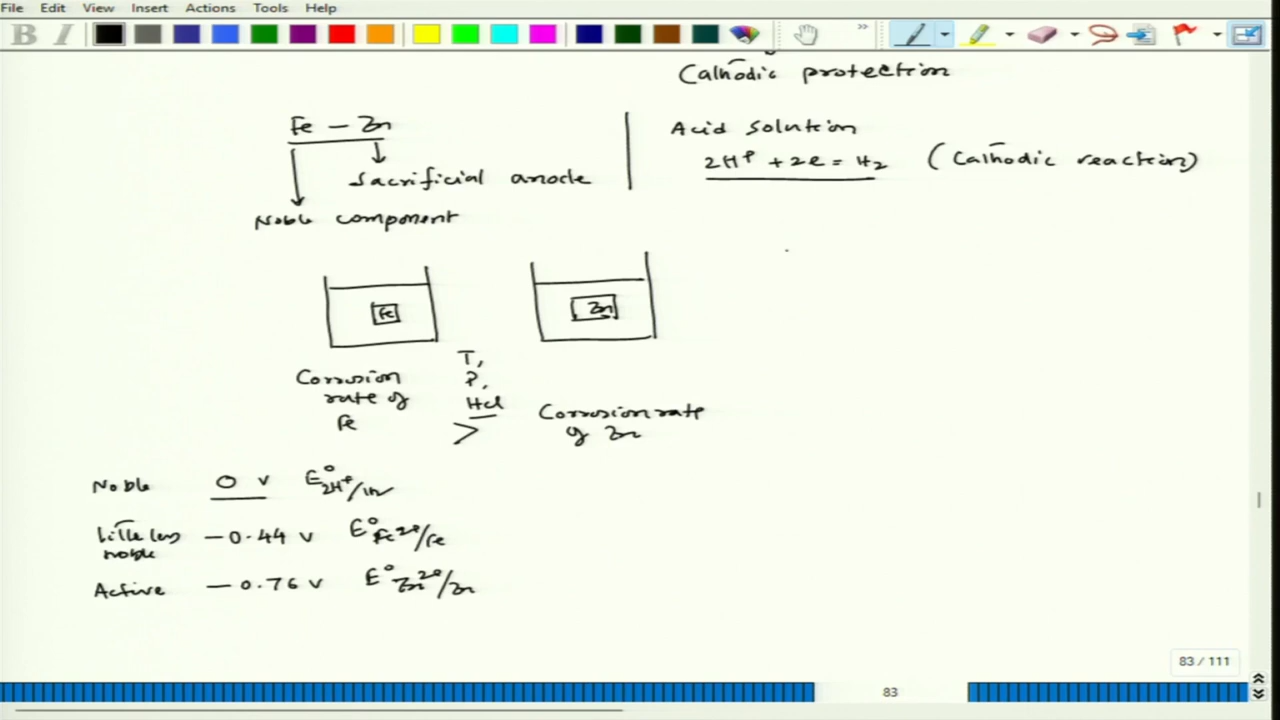 File Edit View Insert Actions Tools Help
B I
Cathodic protection
Fe - Zn
Sacrificial anode
Noble component
Acid solution
2H⁺ + 2e = H₂ (Cathodic reaction)
Fe
Zn
T,
P,
HCl
>
Corrosion
rate of
Fe
Corrosion rate
of Zn
Noble 0 V E°2H⁺/H₂
Little less
noble
-0.44 V E°Fe²⁺/Fe
Active -0.76 V E°Zn²⁺/Zn
83 / 111
83